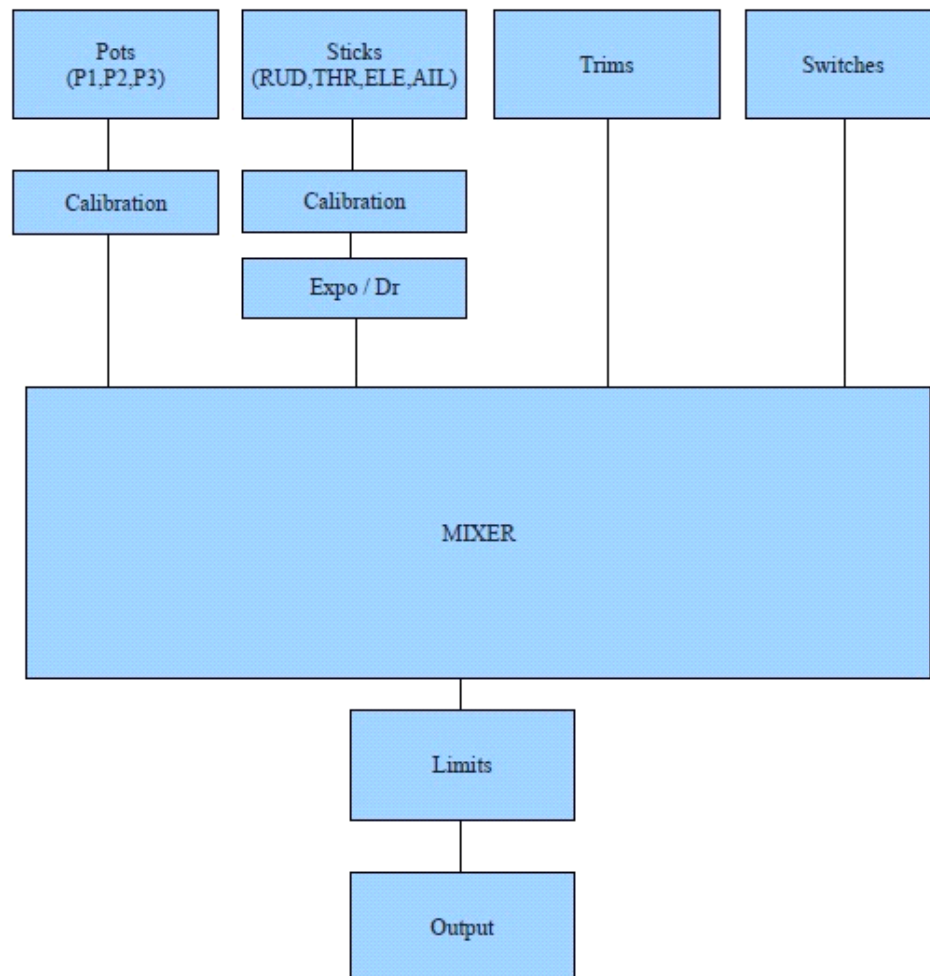 Pots
(P1,P2,P3)
Sticks
(RUD,THR,ELE,AIL)
Trims
Switches
Calibration
Calibration
Expo / Dr
MIXER
Limits
Output